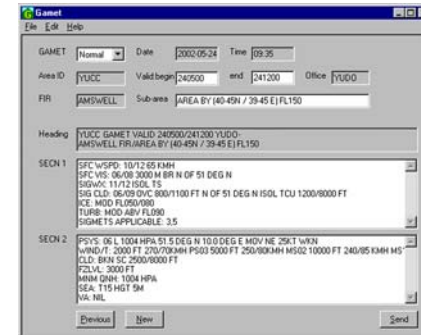 Gamet
File Edit Help
GAMET Normal Date 2002-05-24 Time 09:35
Area ID YUCC Valid begin 240500 end 241200 Office YUDO
FIR AMSWELL Sub-area AREA BY (40-45N / 39-45 E) FL150
Heading YUCC GAMET VALID 240500/241200 YUDO-
AMSWELL FIR/AREA BY (40-45N / 39-45 E) FL150
SECN 1 SFC WSPD: 10/12 65 KMH
SFC VIS: 06/08 3000 M BR N OF 51 DEG N
SIGWX: 11/12 ISOL TS
SIG CLD: 06/09 OVC 800/1100 FT N OF 51 DEG N ISOL TCU 1200/8000 FT
ICE: MOD FL050/080
TURB: MOD ABV FL090
SIGMETS APPLICABLE: 3,5
SECN 2 PSYS: 06 L 1004 HPA 51.5 DEG N 10.0 DEG E MOV NE 25KT WKN
WIND/T: 2000 FT 270/70KMH PS03 5000 FT 250/80KMH MS02 10000 FT 240/85 KMH MS
CLD: BKN SC 2500/8000 FT
FZLVL: 3000 FT
MNM QNH: 1004 HPA
SEA: T15 HGT 5M
VA: NIL
Previous New Send